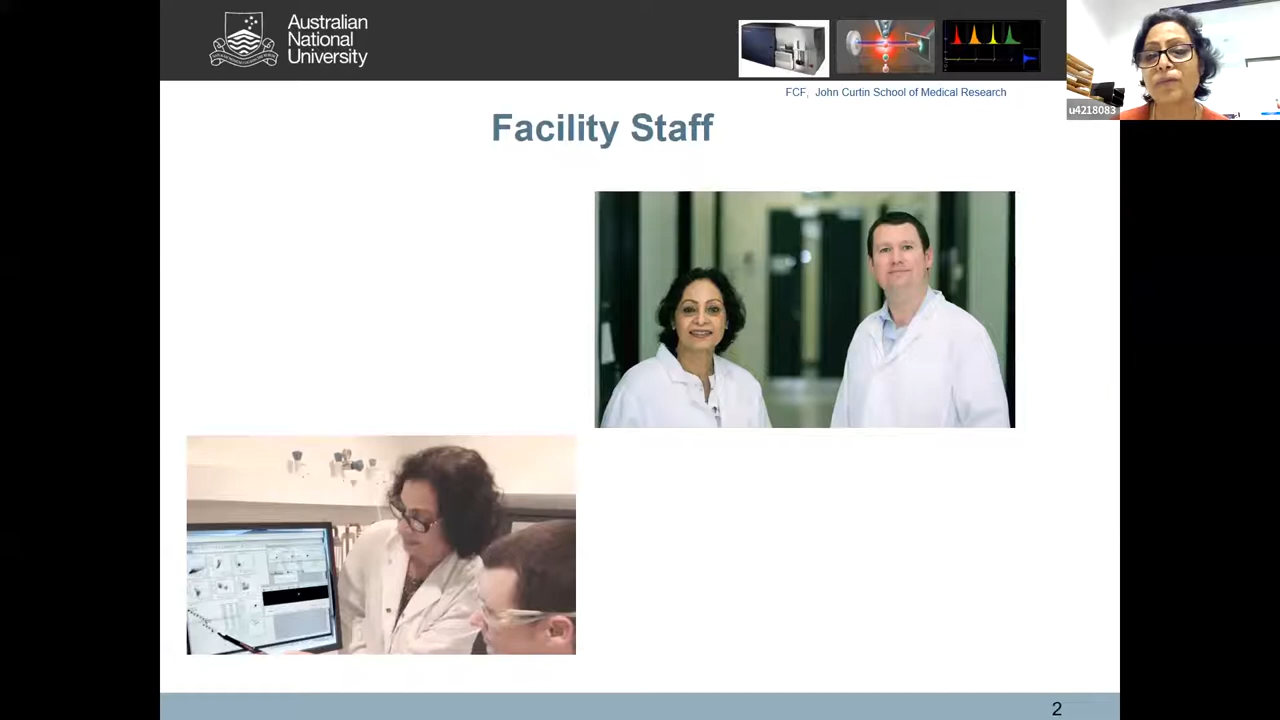 Australian
National
University
u4218083
FCF, John Curtin School of Medical Research
Facility Staff
2